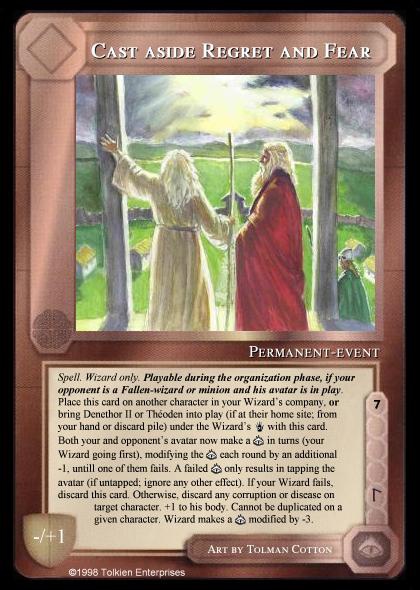 CAST ASIDE REGRET AND FEAR
PERMANENT-EVENT
Spell. Wizard only. Playable during the organization phase, if your
opponent is a Fallen-wizard or minion and his avatar is in play.
Place this card on another character in your Wizard's company, or
bring Denethor II or Théoden into play (if at their home site; from
your hand or discard pile) under the Wizard's with this card.
Both your and opponent's avatar now make a in turns (your
Wizard going first), modifying the each round by an additional
-1, untill one of them fails. A failed only results in tapping the
avatar (if untapped; ignore any other effect). If your Wizard fails,
discard this card. Otherwise, discard any corruption or disease on
target character. +1 to his body. Cannot be duplicated on a
given character. Wizard makes a modified by -3.
7
-/+1
ART BY TOLMAN COTTON
©1998 Tolkien Enterprises